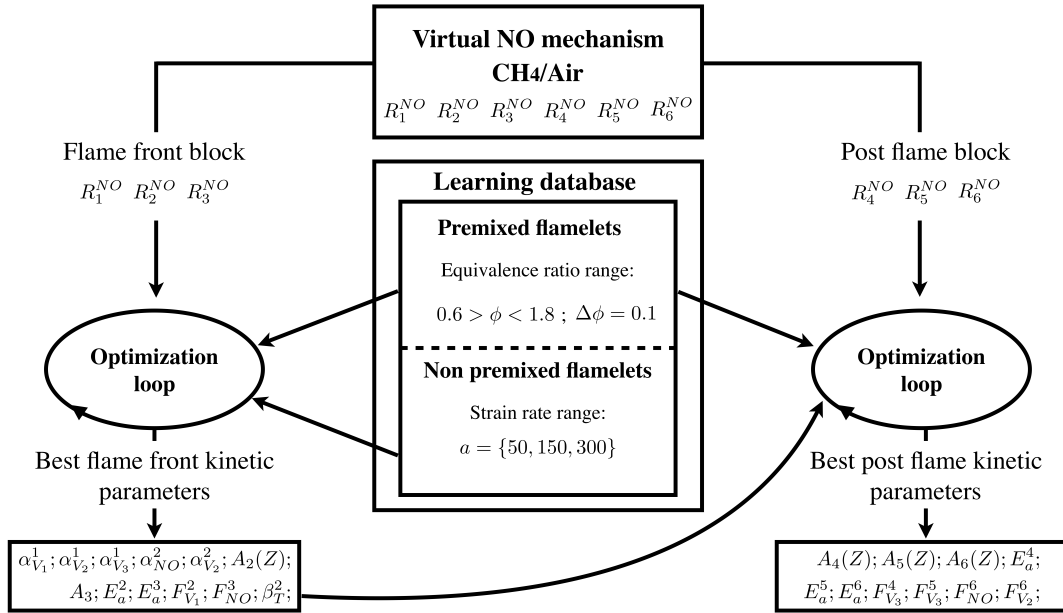 Virtual NO mechanism
CH4/Air
R_1^{NO} R_2^{NO} R_3^{NO} R_4^{NO} R_5^{NO} R_6^{NO}
Flame front block
R_1^{NO} R_2^{NO} R_3^{NO}
Post flame block
R_4^{NO} R_5^{NO} R_6^{NO}
Learning database
Premixed flamelets
Equivalence ratio range:
0.6 > ϕ < 1.8 ; Δϕ = 0.1
Non premixed flamelets
Strain rate range:
a = {50, 150, 300}
Optimization
loop
Best flame front kinetic
parameters
α_{V_1}^1; α_{V_2}^1; α_{V_3}^1; α_{NO}^2; α_{V_2}^2; A_2(Z);
A_3; E_a^2; E_a^3; F_{V_1}^2; F_{NO}^3; β_T^2;
Optimization
loop
Best post flame kinetic
parameters
A_4(Z); A_5(Z); A_6(Z); E_a^4;
E_a^5; E_a^6; F_{V_3}^4; F_{V_3}^5; F_{NO}^6; F_{V_2}^6;